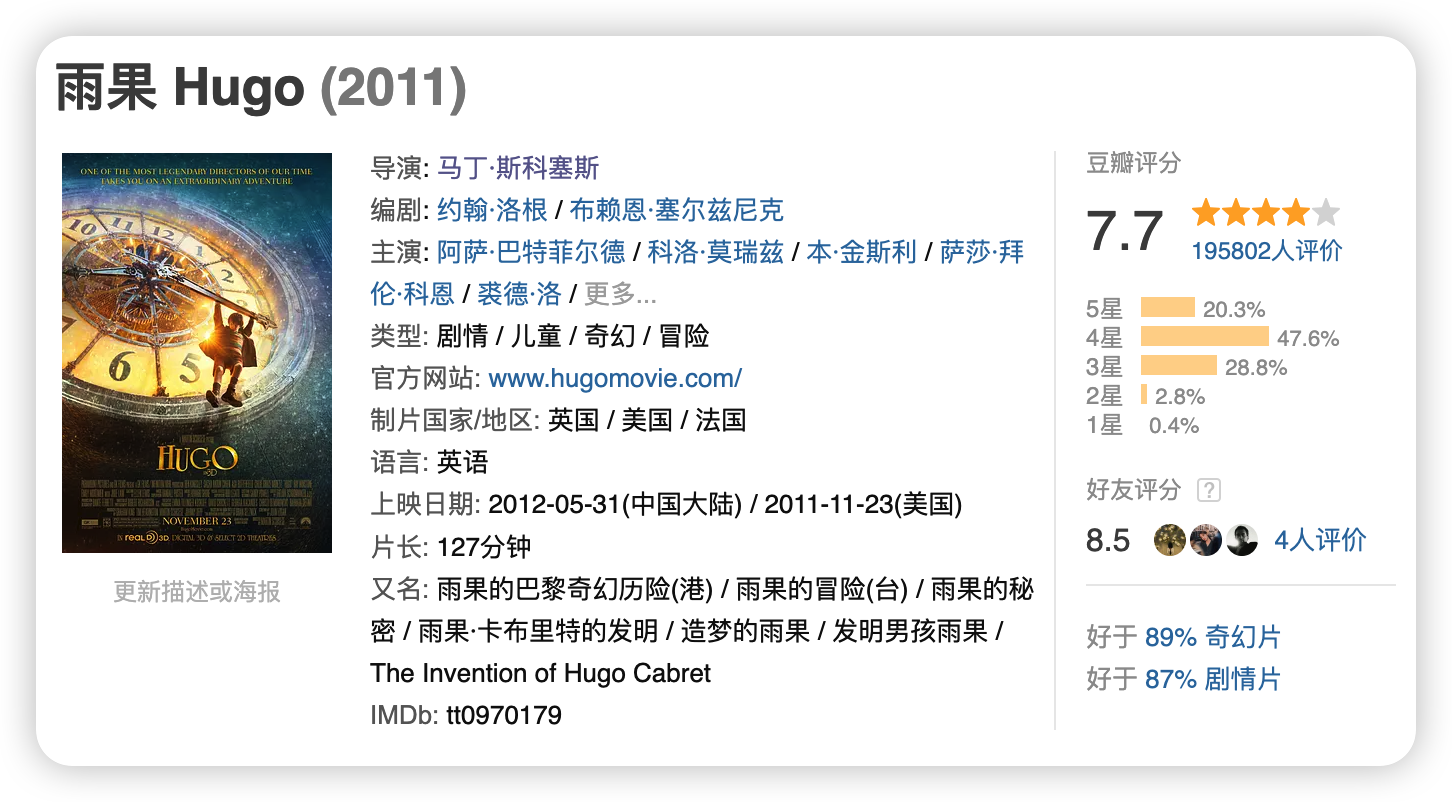 雨果 Hugo (2011)
ONE OF THE MOST LEGENDARY DIRECTORS OF OUR TIME
TAKES YOU ON AN EXTRAORDINARY ADVENTURE
10 11 12 1
2
7 6 5
HUGO
3D
NOVEMBER 23
IN REAL D 3D, DIGITAL 3D & SELECT 2D THEATRES
更新描述或海报
导演: 马丁·斯科塞斯
编剧: 约翰·洛根 / 布赖恩·塞尔兹尼克
主演: 阿萨·巴特菲尔德 / 科洛·莫瑞兹 / 本·金斯利 / 萨莎·拜
伦·科恩 / 裘德·洛 / 更多...
类型: 剧情 / 儿童 / 奇幻 / 冒险
官方网站: www.hugomovie.com/
制片国家/地区: 英国 / 美国 / 法国
语言: 英语
上映日期: 2012-05-31(中国大陆) / 2011-11-23(美国)
片长: 127分钟
又名: 雨果的巴黎奇幻历险(港) / 雨果的冒险(台) / 雨果的秘
密 / 雨果·卡布里特的发明 / 造梦的雨果 / 发明男孩雨果 /
The Invention of Hugo Cabret
IMDb: tt0970179
豆瓣评分
7.7
195802人评价
5星 20.3%
4星 47.6%
3星 28.8%
2星 2.8%
1星 0.4%
好友评分 ?
8.5 4人评价
好于 89% 奇幻片
好于 87% 剧情片